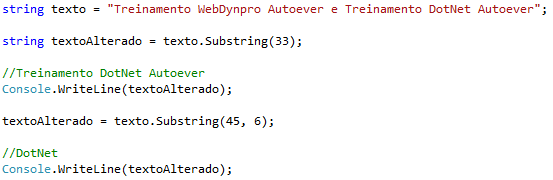 string texto = "Treinamento WebDynpro Autoever e Treinamento DotNet Autoever";
string textoAlterado = texto.Substring(33);
//Treinamento DotNet Autoever
Console.WriteLine(textoAlterado);
textoAlterado = texto.Substring(45, 6);
//DotNet
Console.WriteLine(textoAlterado);